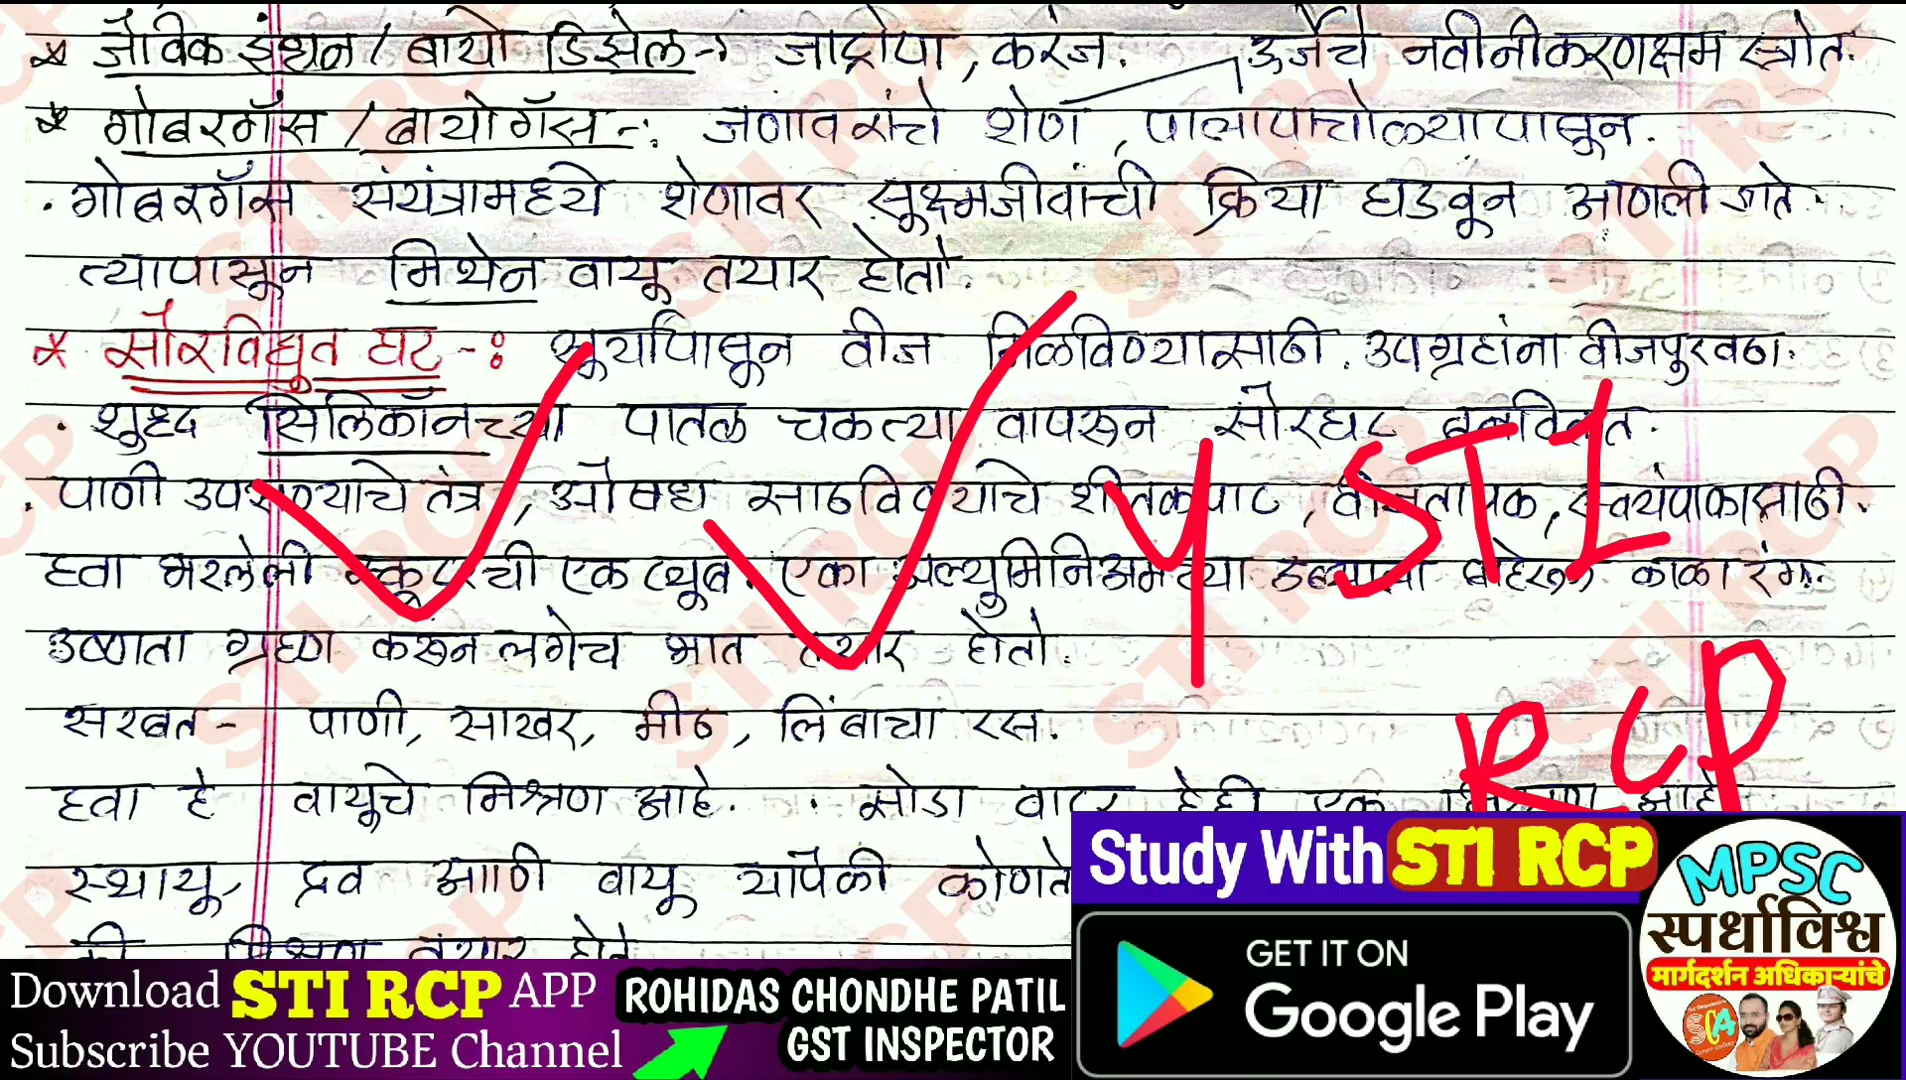 * जैविक इंधन / बायो डिझेल -: जाट्रोपा, करंज. ऊर्जेचे नवीनीकरणक्षम स्त्रोत.
* गोबरगॅस / बायोगॅस -: जनावरांचे शेण, पालापाचोळ्यापासून.
. गोबरगॅस संयंत्रामध्ये शेणावर सूक्ष्मजीवांची क्रिया घडवून आणली जाते.
त्यापासून मिथेन वायू तयार होतो.
* सौरविद्युत घट -: सूर्यापासून वीज मिळविण्यासाठी. उपग्रहांना वीजपुरवठा.
. शुद्ध सिलिकॉनच्या पातळ चकत्या वापरून सौरघट बनवितात.
. पाणी उपसण्याचे तंत्र, औषध साठविण्याचे शीतकपाट, स्वयंपाकासाठी.
हवा भरलेली स्कूटरची एक ट्यूब. एका अल्युमिनिअमच्या डब्याला बाहेरून काळा रंग.
उष्णता ग्रहण करून लगेच भात तयार होतो.
सरबत - पाणी, साखर, मीठ, लिंबाचा रस.
हवा हे वायूचे मिश्रण आहे. . सोडा वाटर हेही एक मिश्रण आहे
स्थायू, द्रव आणि वायू यांपैकी कोणते
की मिश्रण तयार होते
Y STI
RCP
Study With STI RCP
MPSC
स्पर्धाविश्व
मार्गदर्शन अधिकाऱ्यांचे
GET IT ON
Google Play
Download STI RCP APP
Subscribe YOUTUBE Channel
ROHIDAS CHONDHE PATIL
GST INSPECTOR